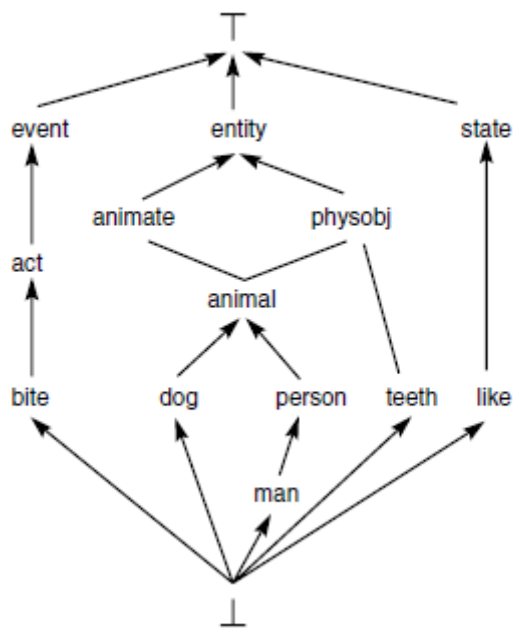 ⊤
event entity state
animate physobj
act
animal
bite dog person teeth like
man
⊥